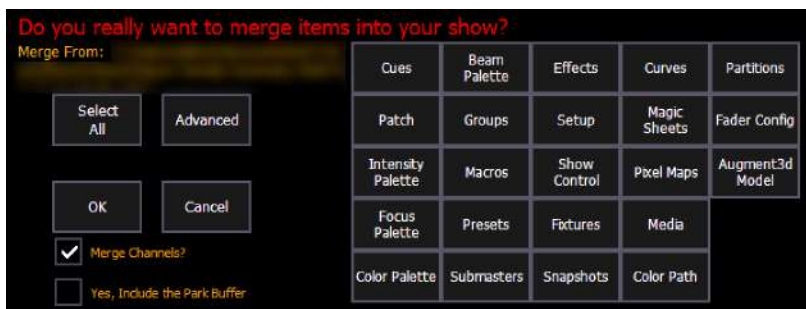 Do you really want to merge items into your show?
Merge From:
Select
All
Advanced
OK
Cancel
Merge Channels?
Yes, Include the Park Buffer
Cues
Beam
Palette
Effects
Curves
Partitions
Patch
Groups
Setup
Magic
Sheets
Fader Config
Intensity
Palette
Macros
Show
Control
Pixel Maps
Augment3d
Model
Focus
Palette
Presets
Fixtures
Media
Color Palette
Submasters
Snapshots
Color Path